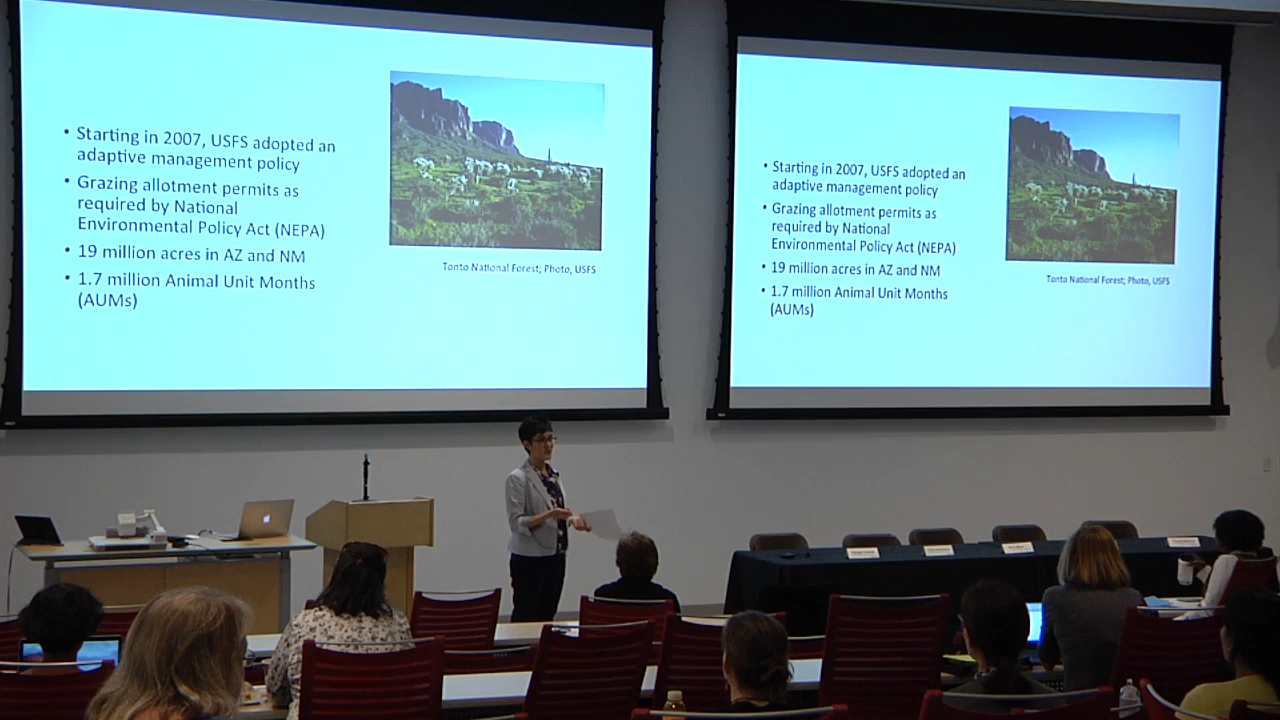 • Starting in 2007, USFS adopted an
adaptive management policy
• Grazing allotment permits as
required by National
Environmental Policy Act (NEPA)
• 19 million acres in AZ and NM
• 1.7 million Animal Unit Months
(AUMs)
Tonto National Forest; Photo, USFS
• Starting in 2007, USFS adopted an
adaptive management policy
• Grazing allotment permits as
required by National
Environmental Policy Act (NEPA)
• 19 million acres in AZ and NM
• 1.7 million Animal Unit Months
(AUMs)
Tonto National Forest; Photo, USFS